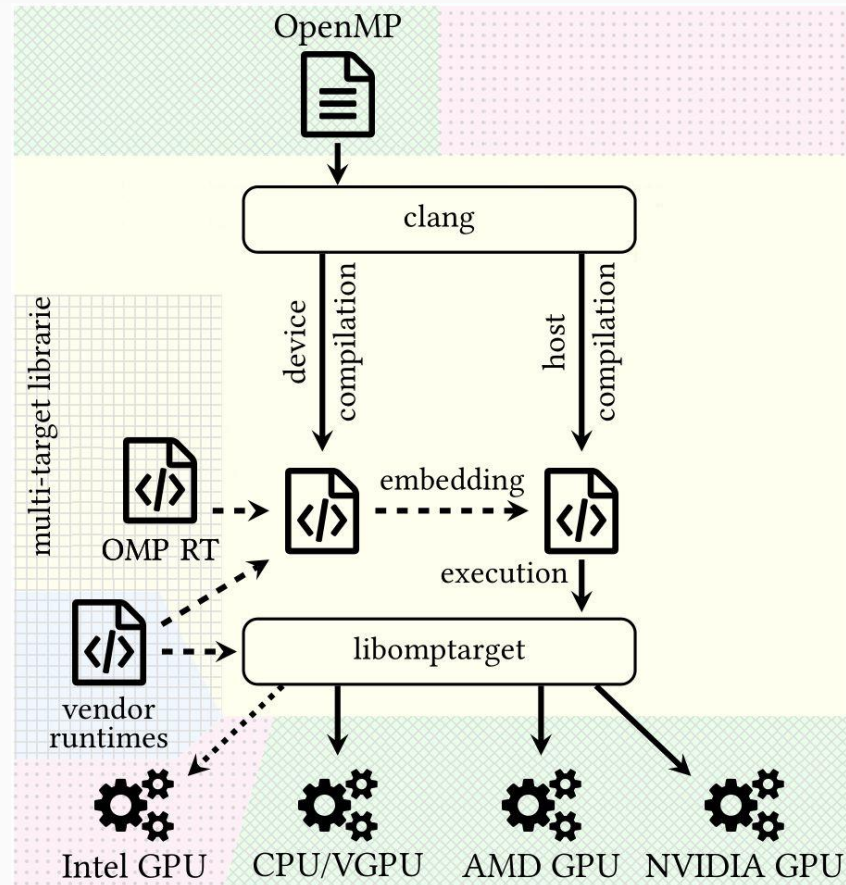 OpenMP
clang
device
compilation
host
compilation
multi-target librarie
embedding
OMP RT
execution
libomptarget
vendor
runtimes
Intel GPU
CPU/VGPU
AMD GPU
NVIDIA GPU